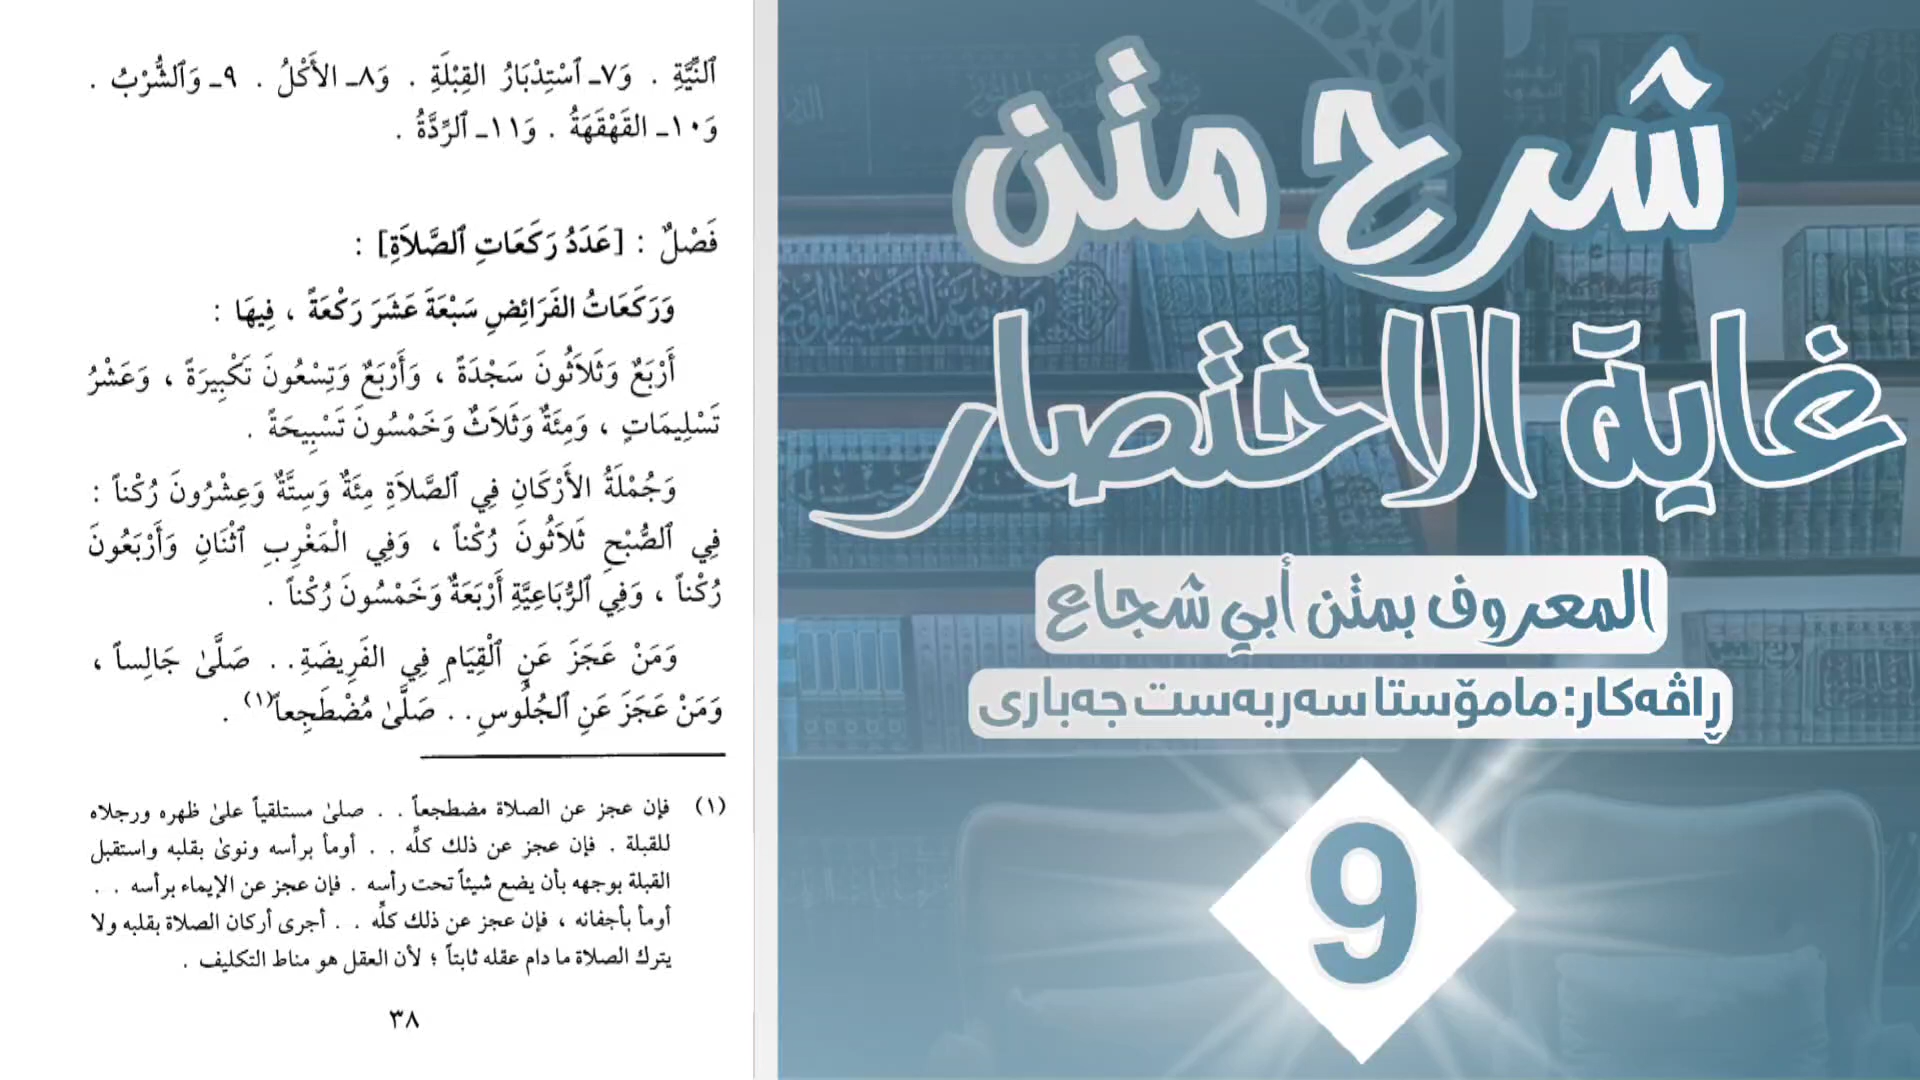 ٱلنِّيَّةِ . وَ٧ـ ٱسْتِدْبَارُ القِبْلَةِ . وَ٨ـ الأَكْلُ . ٩ـ وَٱلشُّرْبُ .
وَ١٠ـ القَهْقَهَةُ . وَ١١ـ ٱلرِّدَّةُ .
فَصْلٌ : [عَدَدُ رَكَعَاتِ ٱلصَّلاَةِ] :
وَرَكَعَاتُ الفَرَائِضِ سَبْعَةَ عَشَرَ رَكْعَةً ، فِيهَا :
أَرْبَعٌ وَثَلاَثُونَ سَجْدَةً ، وَأَرْبَعٌ وَتِسْعُونَ تَكْبِيرَةً ، وَعَشْرُ
تَسْلِيمَاتٍ ، وَمِئَةٌ وَثَلاَثٌ وَخَمْسُونَ تَسْبِيحَةً .
وَجُمْلَةُ الأَرْكَانِ فِي ٱلصَّلاَةِ مِئَةٌ وَسِتَّةٌ وَعِشْرُونَ رُكْناً :
فِي ٱلصُّبْحِ ثَلاَثُونَ رُكْناً ، وَفِي الْمَغْرِبِ ٱثْنَانِ وَأَرْبَعُونَ
رُكْناً ، وَفِي ٱلرُّبَاعِيَّةِ أَرْبَعَةٌ وَخَمْسُونَ رُكْناً .
وَمَنْ عَجَزَ عَنِ ٱلْقِيَامِ فِي الفَرِيضَةِ . . صَلَّىٰ جَالِساً ،
وَمَنْ عَجَزَ عَنِ ٱلجُلُوسِ . . صَلَّىٰ مُضْطَجِعاً(١) .
(١) فإن عجز عن الصلاة مضطجعاً . . صلىٰ مستلقياً علىٰ ظهره ورجلاه
للقبلة . فإن عجز عن ذلك كلِّه . . أومأ برأسه ونوىٰ بقلبه واستقبل
القبلة بوجهه بأن يضع شيئاً تحت رأسه . فإن عجز عن الإيماء برأسه . .
أومأ بأجفانه ، فإن عجز عن ذلك كلِّه . . أجرى أركان الصلاة بقلبه ولا
يترك الصلاة ما دام عقله ثابتاً ؛ لأن العقل هو مناط التكليف .
٣٨
شرح متن
غاية الاختصار
المعروف بمتن أبي شجاع
ڕاڤەکار: مامۆستا سەربەست جەباری
9